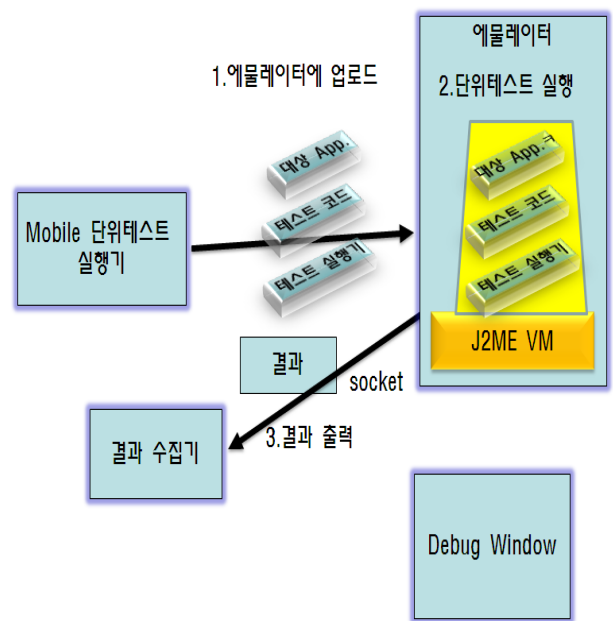 에물레이터
1.에물레이터에 업로드
2.단위테스트 실행
대상 App.
테스트 코드
테스트 실행기
대상 App.코
테스트 코드
테스트 실행기
Mobile 단위테스트
실행기
J2ME VM
결과
socket
3.결과 출력
결과 수집기
Debug Window